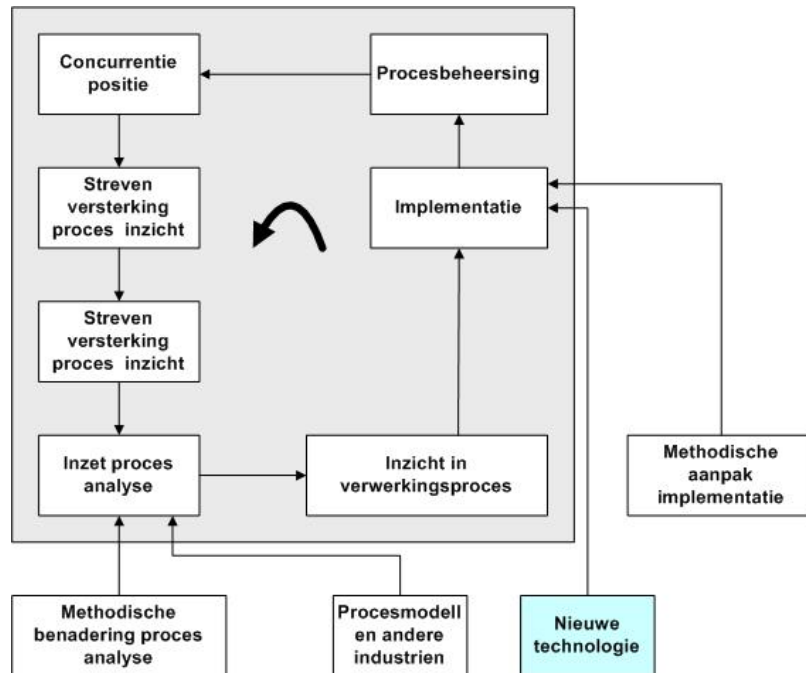 Concurrentie
positie
Procesbeheersing
Streven
versterking
proces inzicht
Implementatie
Streven
versterking
proces inzicht
Inzet proces
analyse
Inzicht in
verwerkingsproces
Methodische
aanpak
implementatie
Methodische
benadering proces
analyse
Procesmodell
en andere
industrien
Nieuwe
technologie